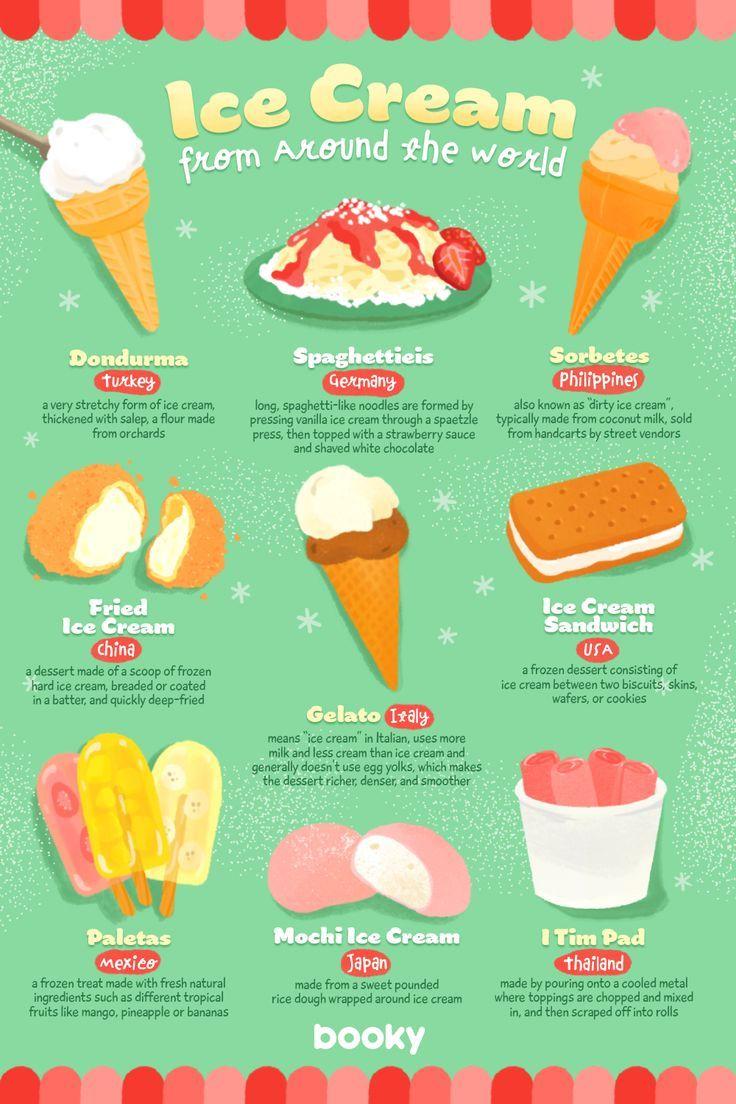 Ice Cream
from around the world
Dondurma
Turkey
a very stretchy form of ice cream,
thickened with salep, a flour made
from orchards
Spaghettieis
Germany
long, spaghetti-like noodles are formed by
pressing vanilla ice cream through a spaetzle
press, then topped with a strawberry sauce
and shaved white chocolate
Sorbetes
Philippines
also known as "dirty ice cream",
typically made from coconut milk, sold
from handcarts by street vendors
Fried
Ice Cream
China
a dessert made of a scoop of frozen
hard ice cream, breaded or coated
in a batter, and quickly deep-fried
Gelato Italy
means "ice cream" in Italian, uses more
milk and less cream than ice cream and
generally doesn't use egg yolks, which makes
the dessert richer, denser, and smoother
Ice Cream
Sandwich
USA
a frozen dessert consisting of
ice cream between two biscuits, skins,
wafers, or cookies
Paletas
Mexico
a frozen treat made with fresh natural
ingredients such as different tropical
fruits like mango, pineapple or bananas
Mochi Ice Cream
Japan
made from a sweet pounded
rice dough wrapped around ice cream
I Tim Pad
Thailand
made by pouring onto a cooled metal
where toppings are chopped and mixed
in, and then scraped off into rolls
booky